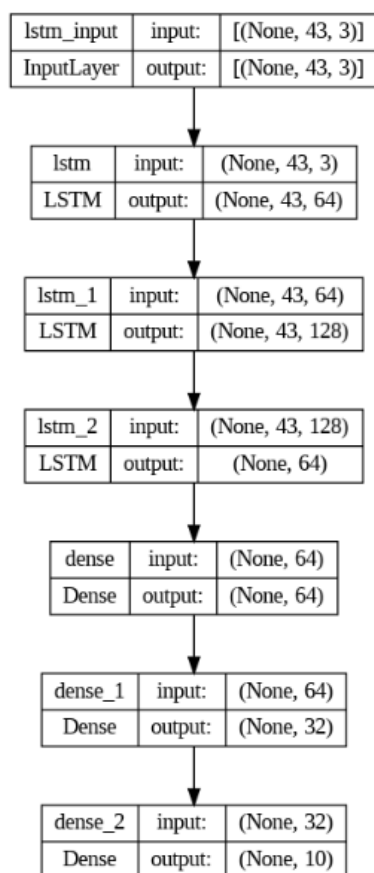 lstm_input input: [(None, 43, 3)]
InputLayer output: [(None, 43, 3)]
lstm input: (None, 43, 3)
LSTM output: (None, 43, 64)
lstm_1 input: (None, 43, 64)
LSTM output: (None, 43, 128)
lstm_2 input: (None, 43, 128)
LSTM output: (None, 64)
dense input: (None, 64)
Dense output: (None, 64)
dense_1 input: (None, 64)
Dense output: (None, 32)
dense_2 input: (None, 32)
Dense output: (None, 10)